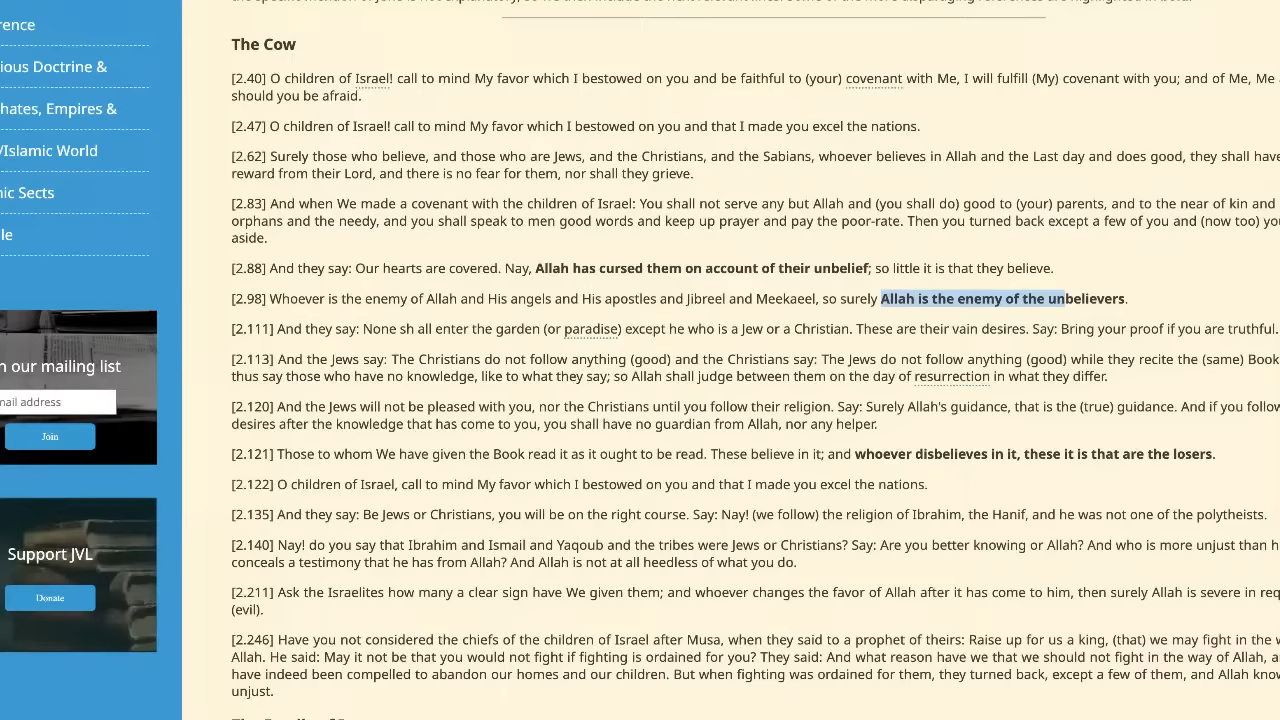 rence
ious Doctrine &
hates, Empires &
/Islamic World
nic Sects
le
n our mailing list
nail address
Join
Support JVL
Donate
The Cow
[2.40] O children of Israel! call to mind My favor which I bestowed on you and be faithful to (your) covenant with Me, I will fulfill (My) covenant with you; and of Me, Me
should you be afraid.
[2.47] O children of Israel! call to mind My favor which I bestowed on you and that I made you excel the nations.
[2.62] Surely those who believe, and those who are Jews, and the Christians, and the Sabians, whoever believes in Allah and the Last day and does good, they shall have
reward from their Lord, and there is no fear for them, nor shall they grieve.
[2.83] And when We made a covenant with the children of Israel: You shall not serve any but Allah and (you shall do) good to (your) parents, and to the near of kin and
orphans and the needy, and you shall speak to men good words and keep up prayer and pay the poor-rate. Then you turned back except a few of you and (now too) yo
aside.
[2.88] And they say: Our hearts are covered. Nay, Allah has cursed them on account of their unbelief; so little it is that they believe.
[2.98] Whoever is the enemy of Allah and His angels and His apostles and Jibreel and Meekaeel, so surely Allah is the enemy of the unbelievers.
[2.111] And they say: None sh all enter the garden (or paradise) except he who is a Jew or a Christian. These are their vain desires. Say: Bring your proof if you are truthful.
[2.113] And the Jews say: The Christians do not follow anything (good) and the Christians say: The Jews do not follow anything (good) while they recite the (same) Book
thus say those who have no knowledge, like to what they say; so Allah shall judge between them on the day of resurrection in what they differ.
[2.120] And the Jews will not be pleased with you, nor the Christians until you follow their religion. Say: Surely Allah's guidance, that is the (true) guidance. And if you follow
desires after the knowledge that has come to you, you shall have no guardian from Allah, nor any helper.
[2.121] Those to whom We have given the Book read it as it ought to be read. These believe in it; and whoever disbelieves in it, these it is that are the losers.
[2.122] O children of Israel, call to mind My favor which I bestowed on you and that I made you excel the nations.
[2.135] And they say: Be Jews or Christians, you will be on the right course. Say: Nay! (we follow) the religion of Ibrahim, the Hanif, and he was not one of the polytheists.
[2.140] Nay! do you say that Ibrahim and Ismail and Yaqoub and the tribes were Jews or Christians? Say: Are you better knowing or Allah? And who is more unjust than h
conceals a testimony that he has from Allah? And Allah is not at all heedless of what you do.
[2.211] Ask the Israelites how many a clear sign have We given them; and whoever changes the favor of Allah after it has come to him, then surely Allah is severe in req
(evil).
[2.246] Have you not considered the chiefs of the children of Israel after Musa, when they said to a prophet of theirs: Raise up for us a king, (that) we may fight in the w
Allah. He said: May it not be that you would not fight if fighting is ordained for you? They said: And what reason have we that we should not fight in the way of Allah, a
have indeed been compelled to abandon our homes and our children. But when fighting was ordained for them, they turned back, except a few of them, and Allah kno
unjust.